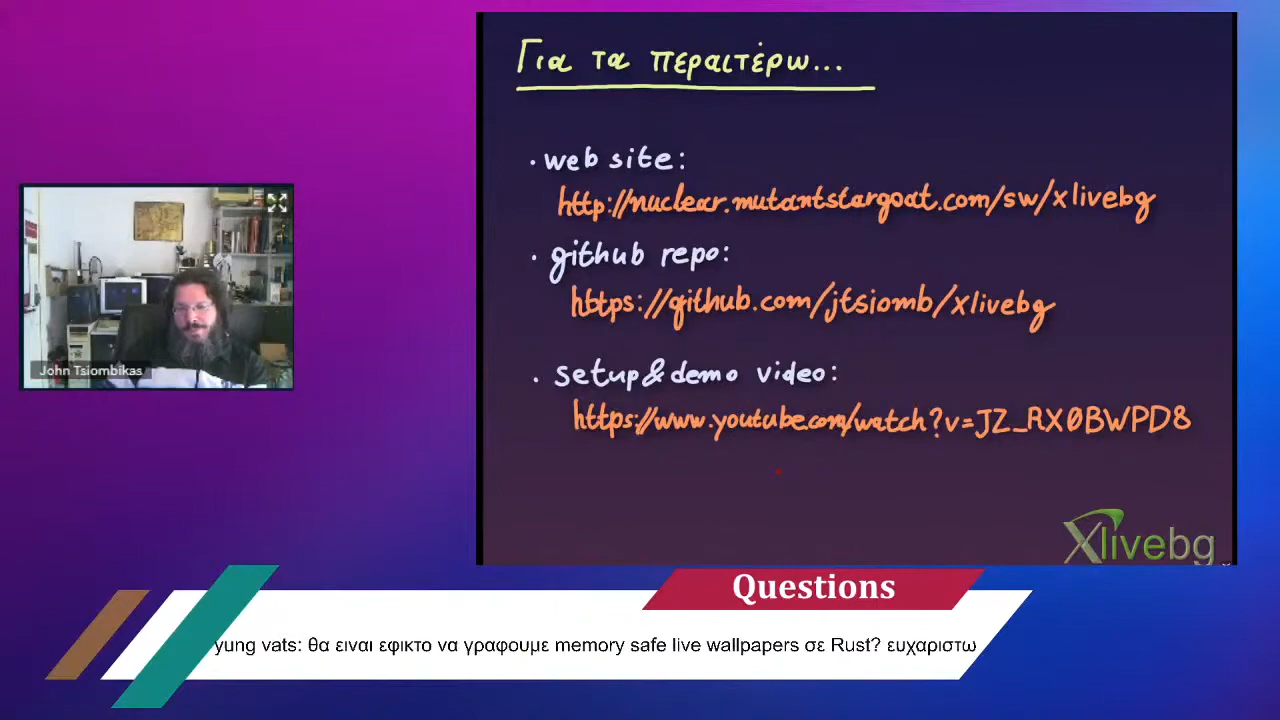 Για τα περαιτέρω...
· web site:
http://nuclear.mutantstargoat.com/sw/xlivebg
· github repo:
https://github.com/jtsiomb/xlivebg
· setup&demo video:
https://www.youtube.com/watch?v=JZ_RX0BWPD8
Xlivebg
John Tsiombikas
Questions
yung vats: θα ειναι εφικτο να γραφουμε memory safe live wallpapers σε Rust? ευχαριστω